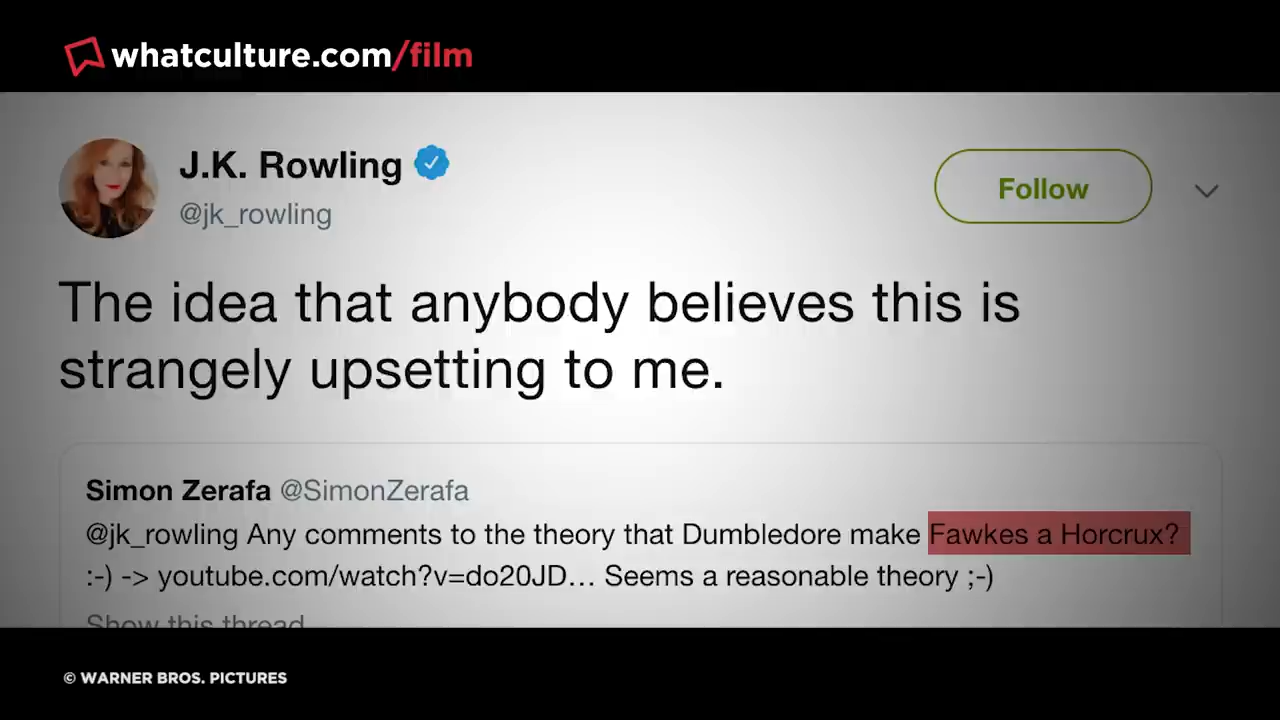 whatculture.com/film
J.K. Rowling
@jk_rowling
Follow
The idea that anybody believes this is
strangely upsetting to me.
Simon Zerafa @SimonZerafa
@jk_rowling Any comments to the theory that Dumbledore make Fawkes a Horcrux?
:-) -> youtube.com/watch?v=do20JD… Seems a reasonable theory ;-)
Show this thread
© WARNER BROS. PICTURES